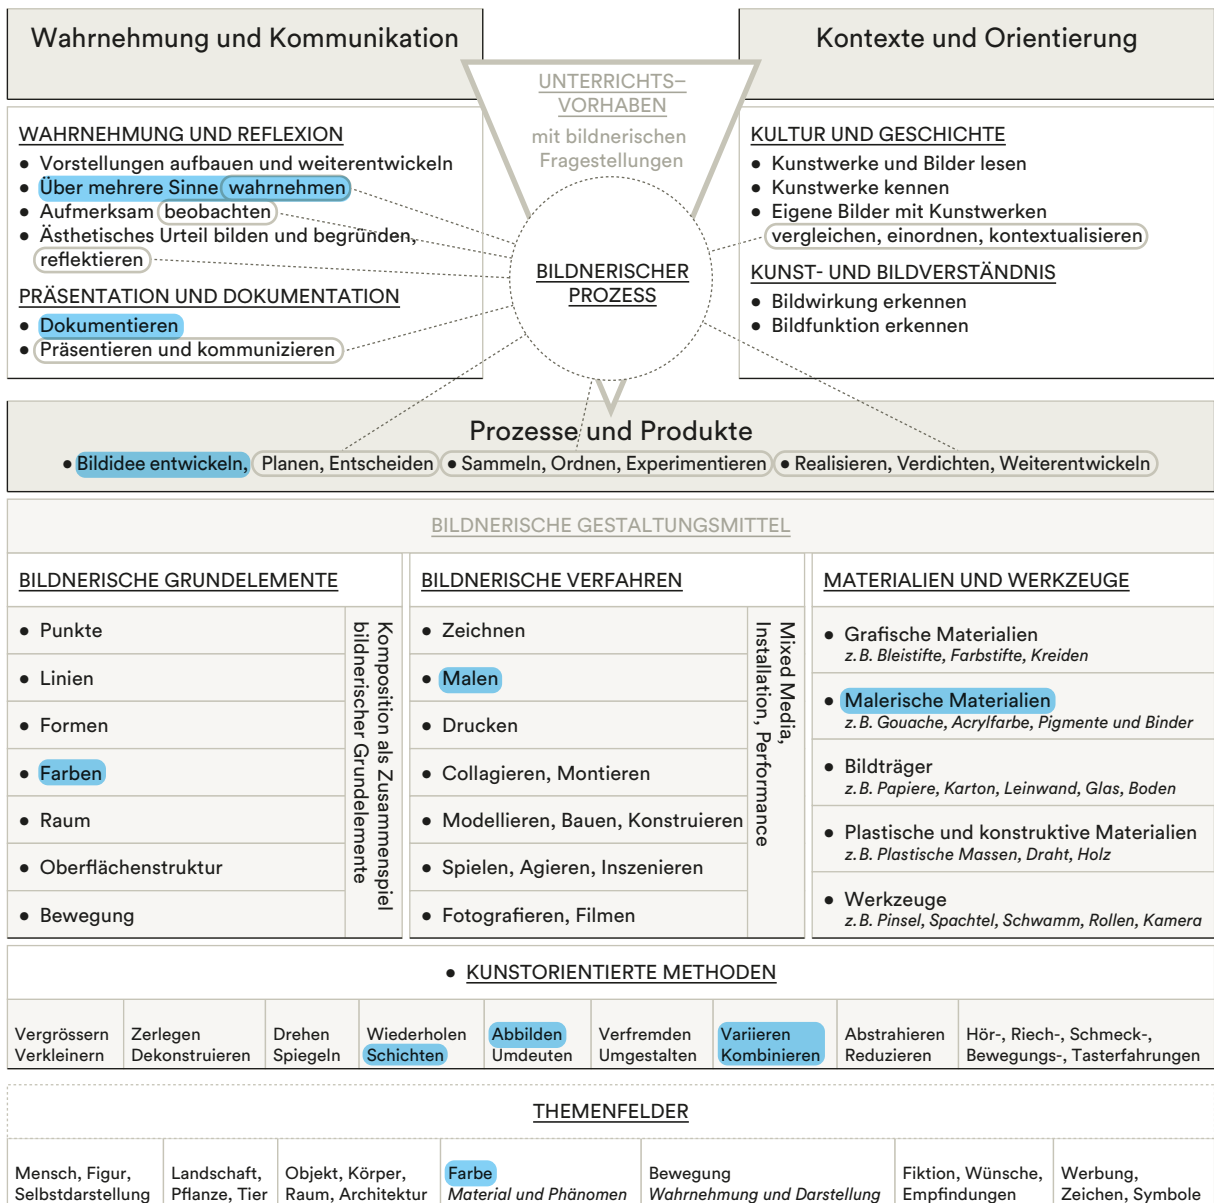 Wahrnehmung und Kommunikation
Kontexte und Orientierung
UNTERRICHTS–
VORHABEN
mit bildnerischen
Fragestellungen
WAHRNEHMUNG UND REFLEXION
• Vorstellungen aufbauen und weiterentwickeln
• Über mehrere Sinne wahrnehmen
• Aufmerksam beobachten
• Ästhetisches Urteil bilden und begründen,
reflektieren
PRÄSENTATION UND DOKUMENTATION
• Dokumentieren
• Präsentieren und kommunizieren
BILDNERISCHER
PROZESS
KULTUR UND GESCHICHTE
• Kunstwerke und Bilder lesen
• Kunstwerke kennen
• Eigene Bilder mit Kunstwerken
vergleichen, einordnen, kontextualisieren
KUNST- UND BILDVERSTÄNDNIS
• Bildwirkung erkennen
• Bildfunktion erkennen
Prozesse und Produkte
• Bildidee entwickeln, Planen, Entscheiden • Sammeln, Ordnen, Experimentieren • Realisieren, Verdichten, Weiterentwickeln
BILDNERISCHE GESTALTUNGSMITTEL
BILDNERISCHE GRUNDELEMENTE
• Punkte
• Linien
• Formen
• Farben
• Raum
• Oberflächenstruktur
• Bewegung
Komposition als Zusammenspiel
bildnerischer Grundelemente
BILDNERISCHE VERFAHREN
• Zeichnen
• Malen
• Drucken
• Collagieren, Montieren
• Modellieren, Bauen, Konstruieren
• Spielen, Agieren, Inszenieren
• Fotografieren, Filmen
Mixed Media,
Installation, Performance
MATERIALIEN UND WERKZEUGE
• Grafische Materialien
z. B. Bleistifte, Farbstifte, Kreiden
• Malerische Materialien
z. B. Gouache, Acrylfarbe, Pigmente und Binder
• Bildträger
z. B. Papiere, Karton, Leinwand, Glas, Boden
• Plastische und konstruktive Materialien
z. B. Plastische Massen, Draht, Holz
• Werkzeuge
z. B. Pinsel, Spachtel, Schwamm, Rollen, Kamera
• KUNSTORIENTIERTE METHODEN
Vergrössern
Verkleinern
Zerlegen
Dekonstruieren
Drehen
Spiegeln
Wiederholen
Schichten
Abbilden
Umdeuten
Verfremden
Umgestalten
Variieren
Kombinieren
Abstrahieren
Reduzieren
Hör-, Riech-, Schmeck-,
Bewegungs-, Tasterfahrungen
THEMENFELDER
Mensch, Figur,
Selbstdarstellung
Landschaft,
Pflanze, Tier
Objekt, Körper,
Raum, Architektur
Farbe
Material und Phänomen
Bewegung
Wahrnehmung und Darstellung
Fiktion, Wünsche,
Empfindungen
Werbung,
Zeichen, Symbole